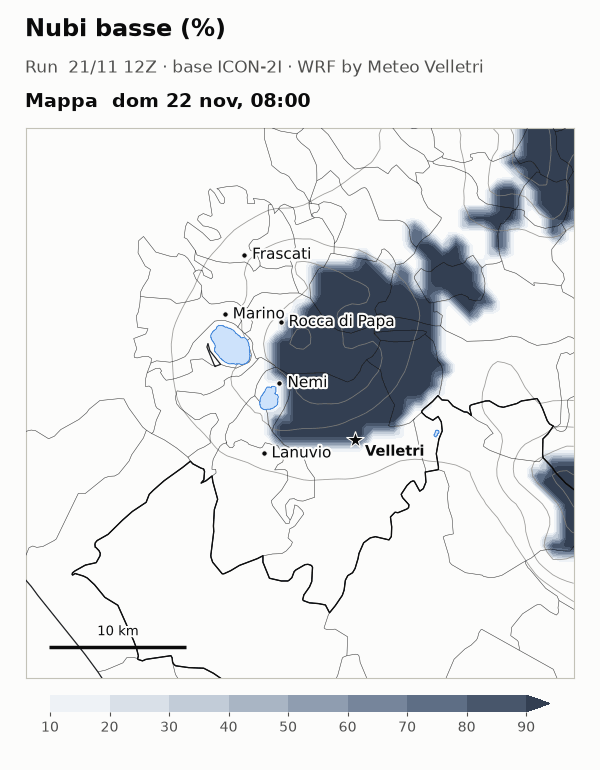 Nubi basse (%)
Run 21/11 12Z · base ICON-2I · WRF by Meteo Velletri
Mappa dom 22 nov, 08:00
Frascati
Marino
Rocca di Papa
Nemi
Velletri
Lanuvio
10 km
10 20 30 40 50 60 70 80 90